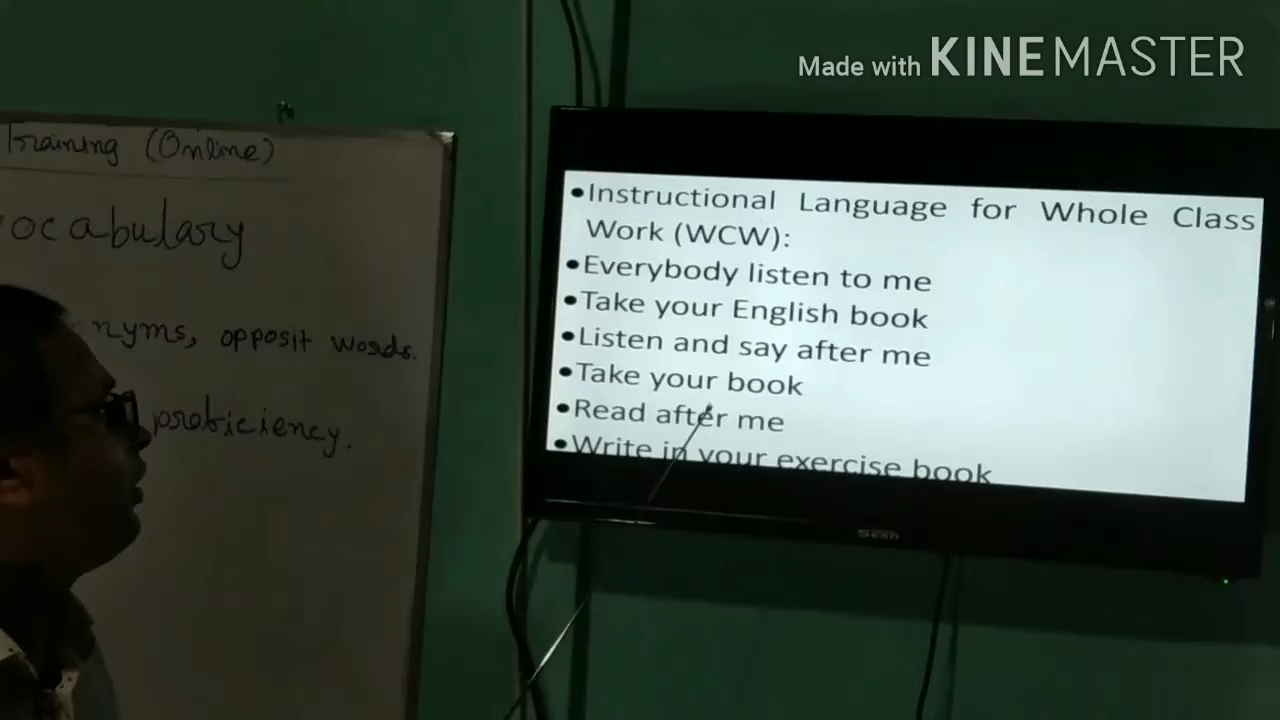 Made with KINEMASTER
Training (Online)
ocabulary
nyms, opposit words.
proficiency.
•Instructional Language for Whole Class
Work (WCW):
•Everybody listen to me
•Take your English book
•Listen and say after me
•Take your book
•Read after me
•Write in your exercise book